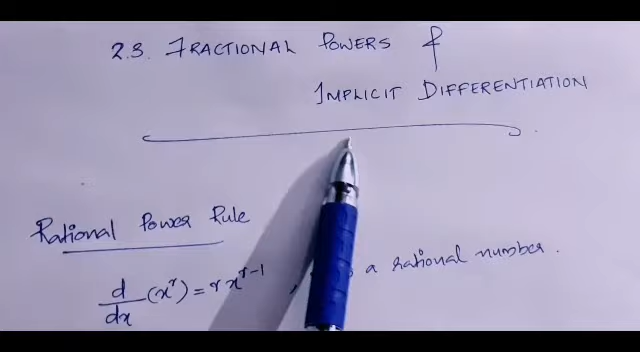 2.3. FRACTIONAL POWERS &
IMPLICIT DIFFERENTIATION
Rational Power Rule
d/dx (x^r) = r x^{r-1} , a rational number.